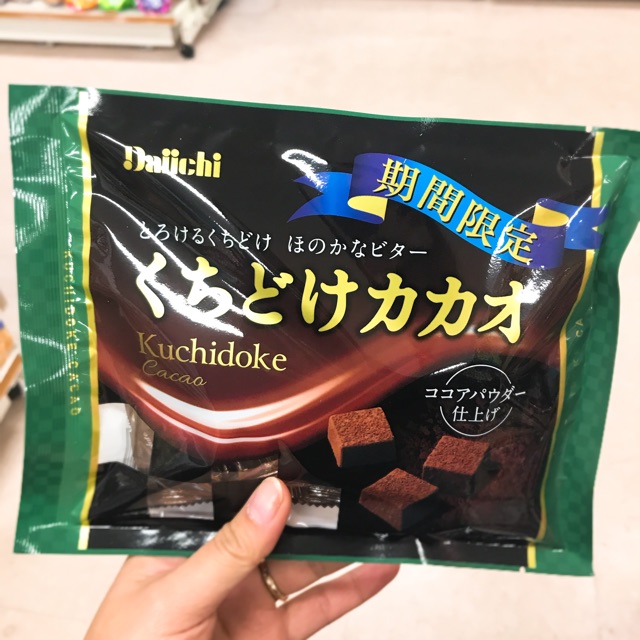 Daiichi
期間限定
とろけるくちどけ ほのかなビター
くちどけカカオ
Kuchidoke
Cacao
ココアパウダー
仕上げ
KUCHIDOKE CACAO